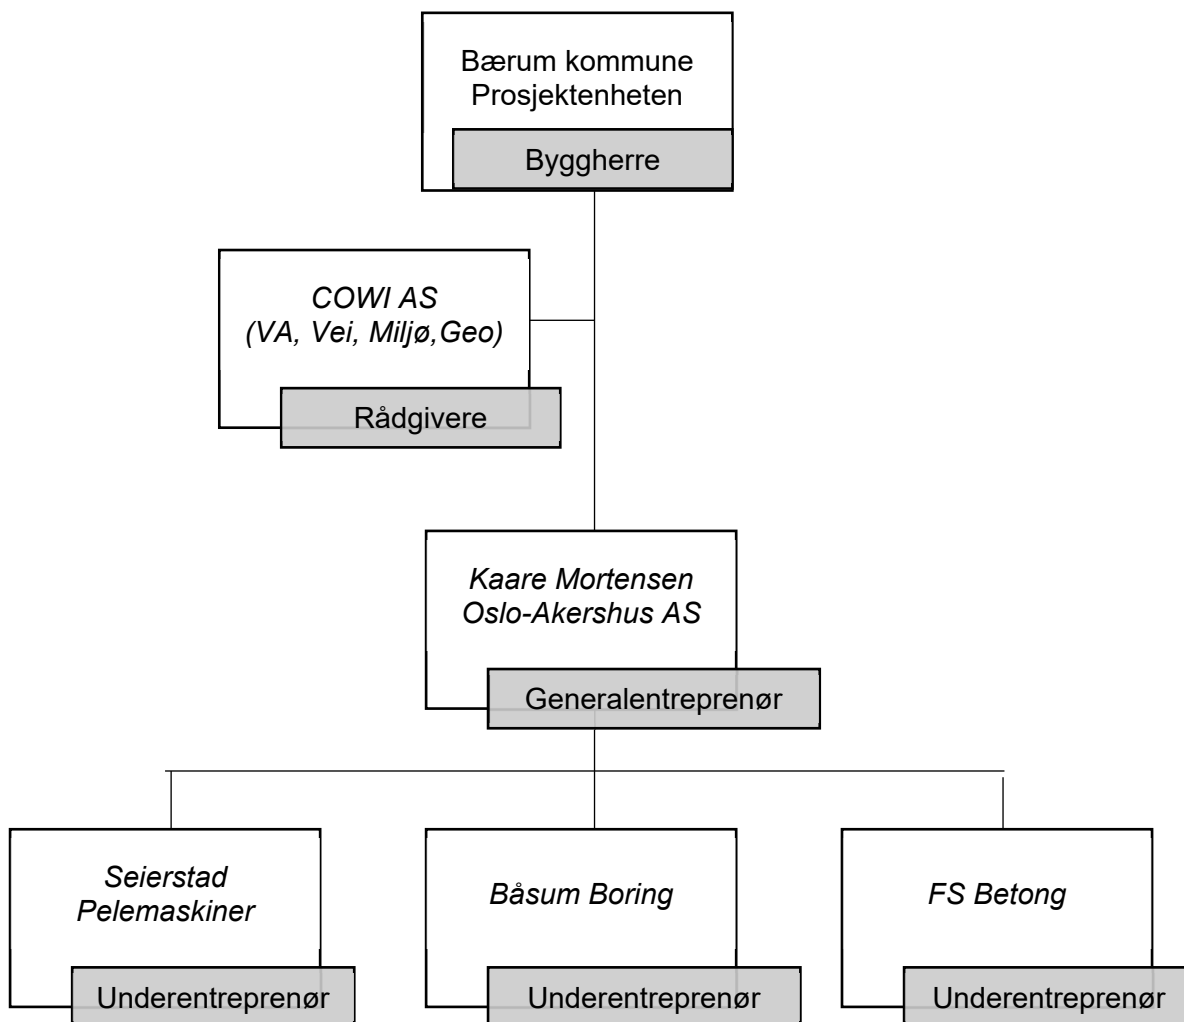 Bærum kommune
Prosjektenheten
Byggherre
COWI AS
(VA, Vei, Miljø,Geo)
Rådgivere
Kaare Mortensen
Oslo-Akershus AS
Generalentreprenør
Seierstad
Pelemaskiner
Underentreprenør
Båsum Boring
Underentreprenør
FS Betong
Underentreprenør